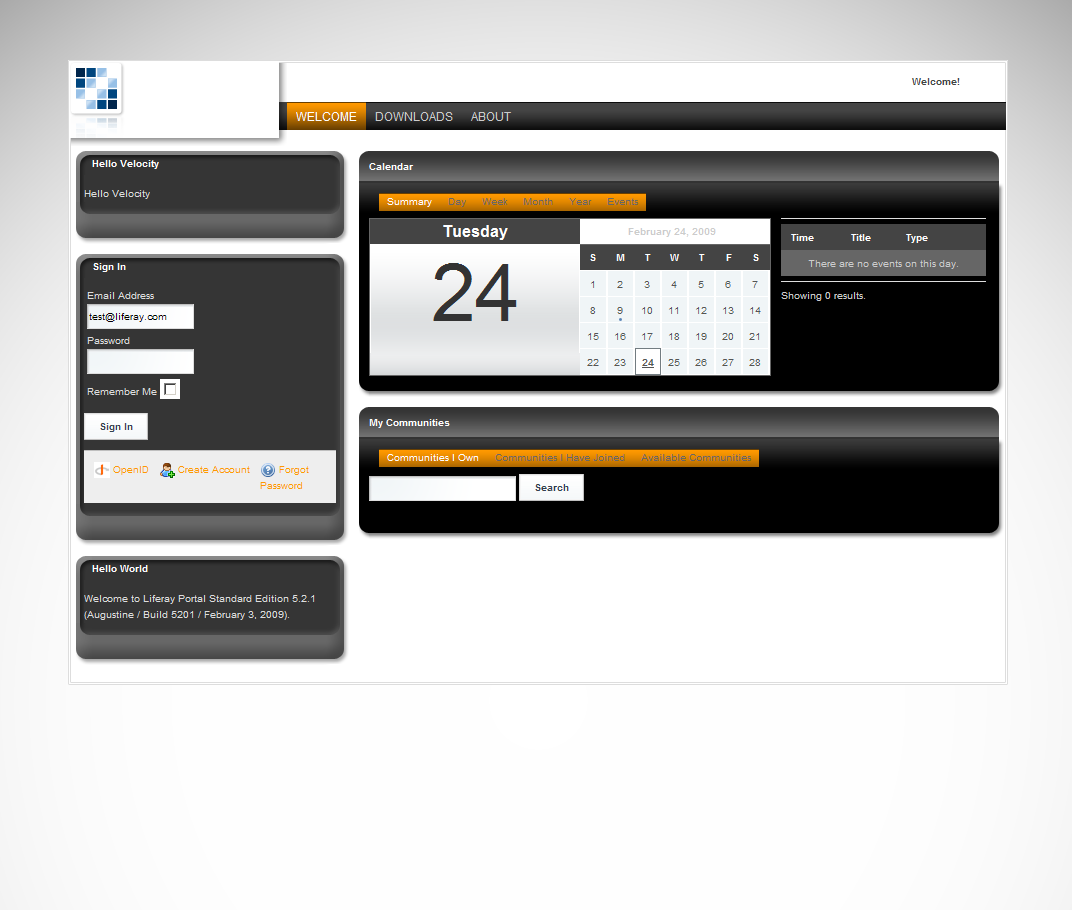 Welcome!
WELCOME DOWNLOADS ABOUT
Hello Velocity
Hello Velocity
Sign In
Email Address
test@liferay.com
Password
Remember Me
Sign In
OpenID Create Account Forgot
Password
Hello World
Welcome to Liferay Portal Standard Edition 5.2.1
(Augustine / Build 5201 / February 3, 2009).
Calendar
Summary Day Week Month Year Events
Tuesday
24
February 24, 2009
S M T W T F S
1 2 3 4 5 6 7
8 9 10 11 12 13 14
15 16 17 18 19 20 21
22 23 24 25 26 27 28
Time Title Type
There are no events on this day.
Showing 0 results.
My Communities
Communities I Own Communities I Have Joined Available Communities
Search